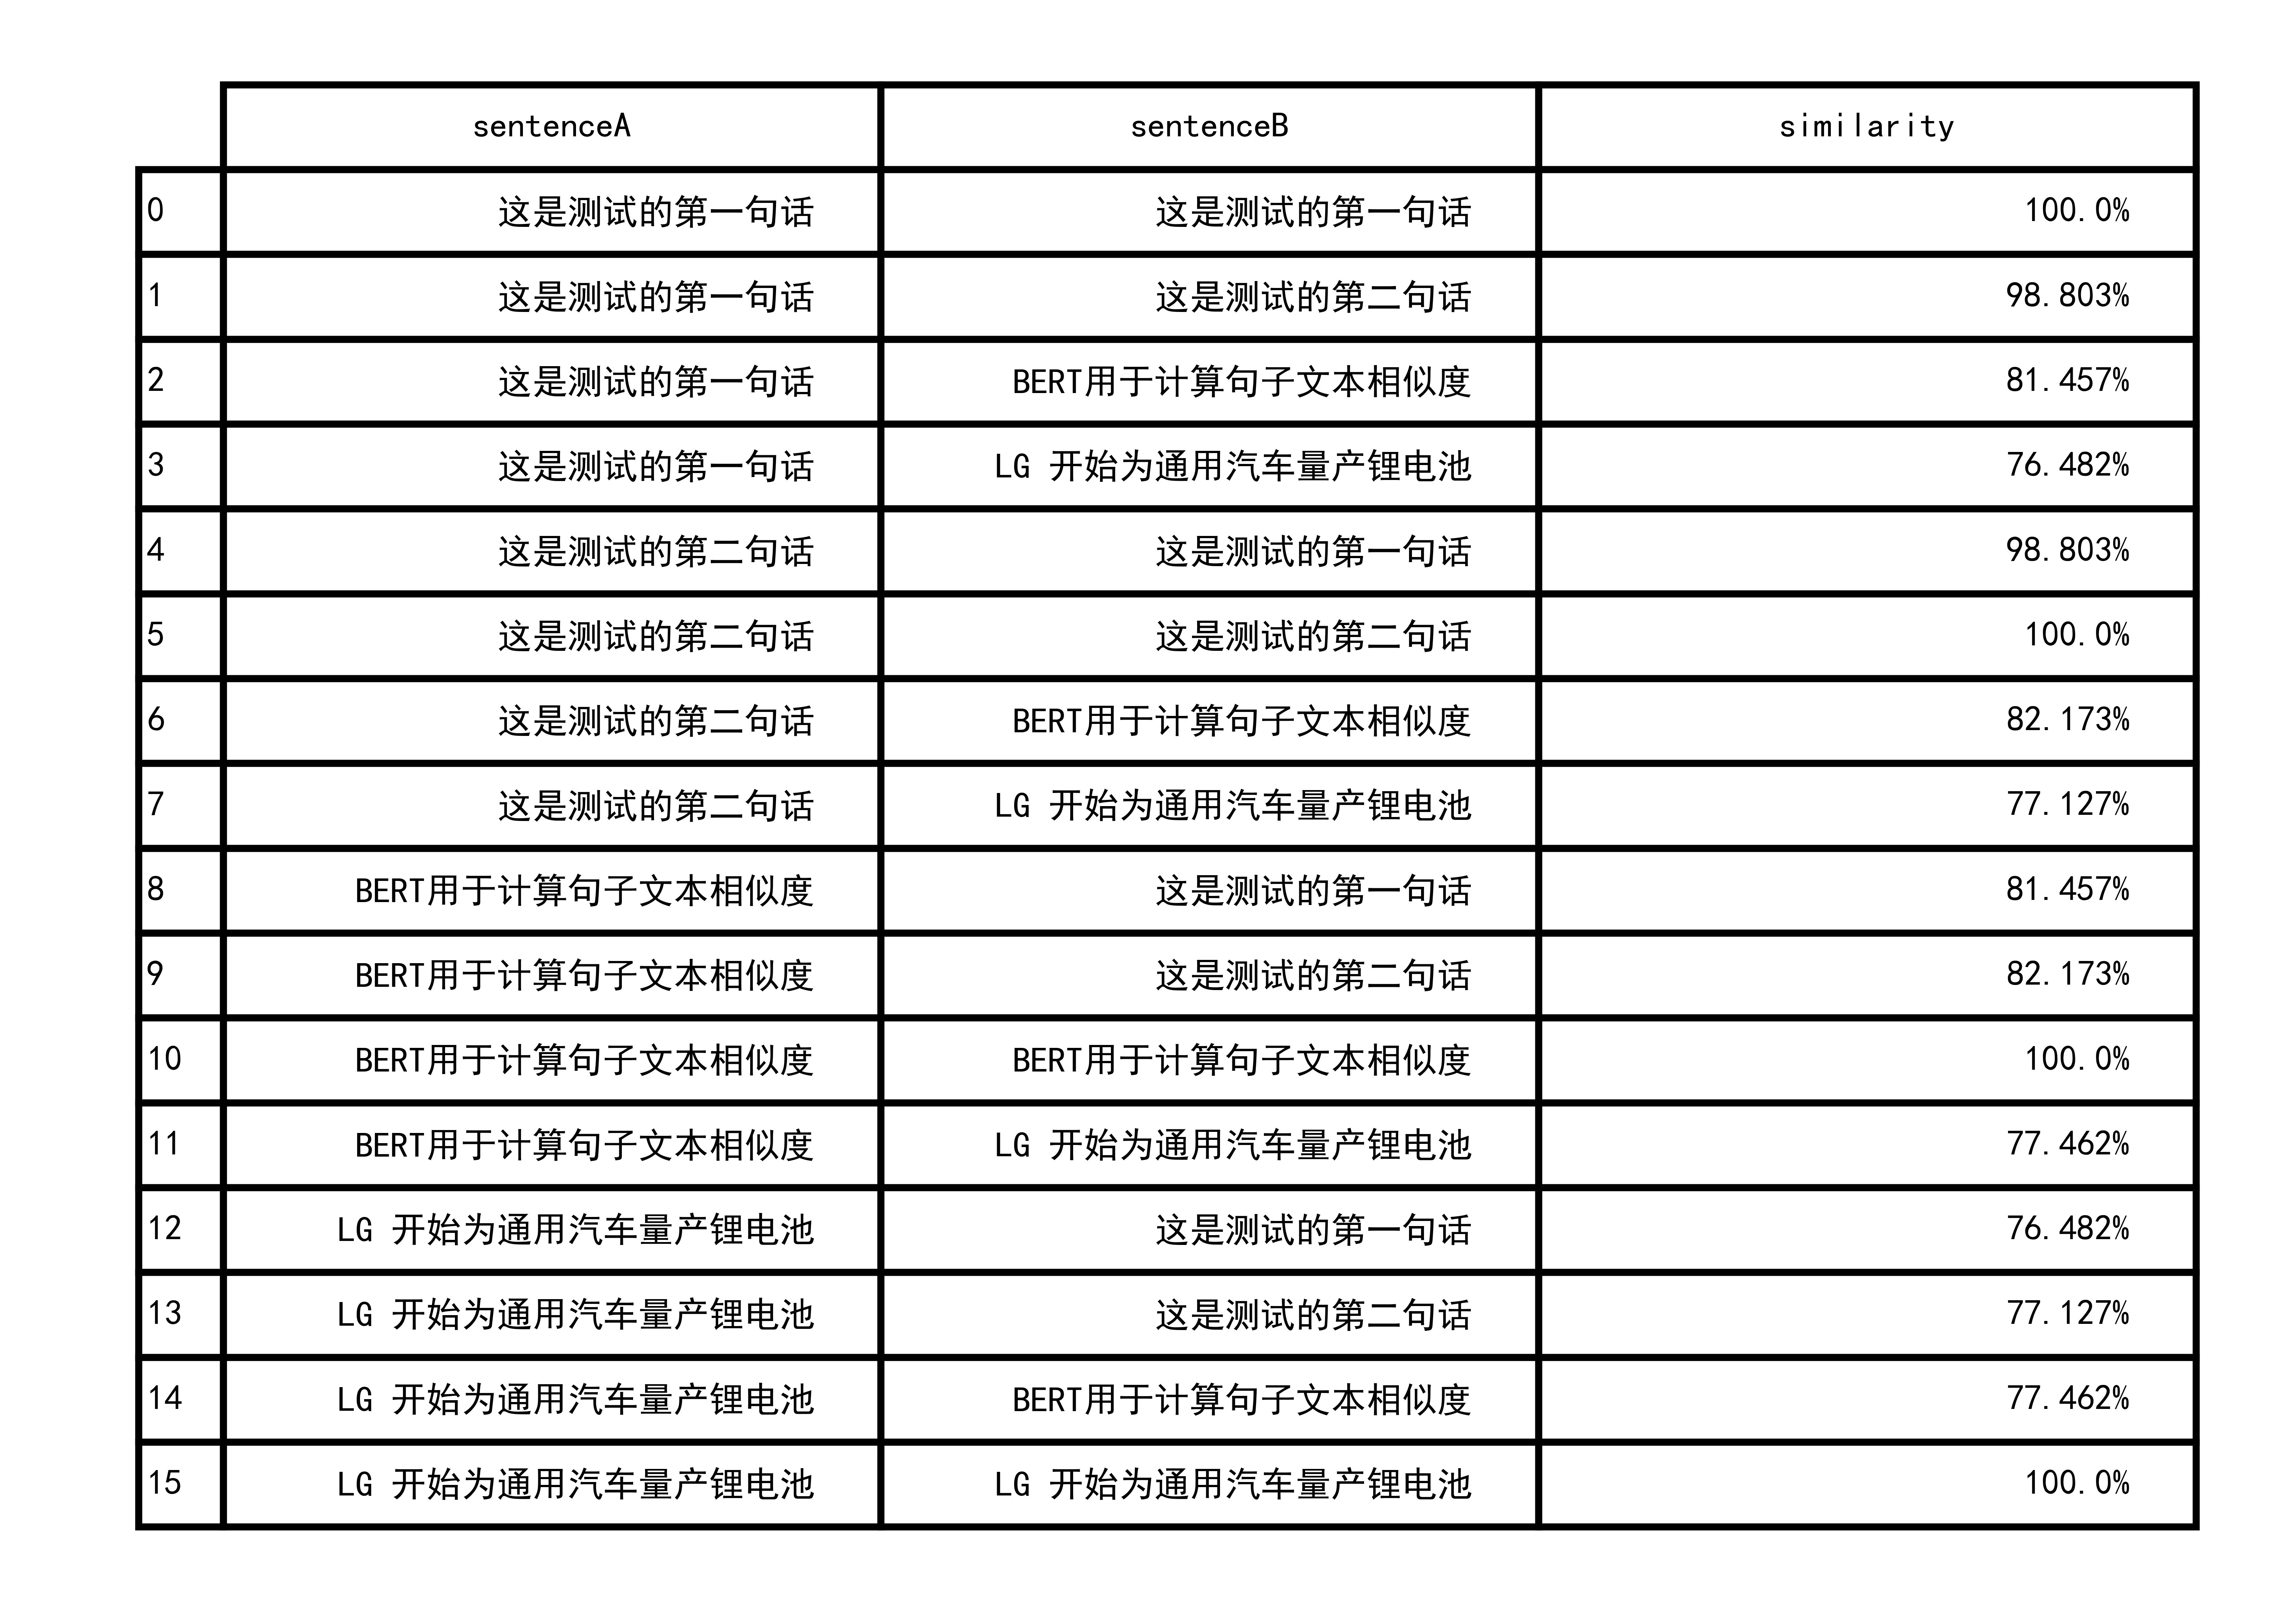 sentenceA sentenceB similarity
0 这是测试的第一句话 这是测试的第一句话 100.0%
1 这是测试的第一句话 这是测试的第二句话 98.803%
2 这是测试的第一句话 BERT用于计算句子文本相似度 81.457%
3 这是测试的第一句话 LG 开始为通用汽车量产锂电池 76.482%
4 这是测试的第二句话 这是测试的第一句话 98.803%
5 这是测试的第二句话 这是测试的第二句话 100.0%
6 这是测试的第二句话 BERT用于计算句子文本相似度 82.173%
7 这是测试的第二句话 LG 开始为通用汽车量产锂电池 77.127%
8 BERT用于计算句子文本相似度 这是测试的第一句话 81.457%
9 BERT用于计算句子文本相似度 这是测试的第二句话 82.173%
10 BERT用于计算句子文本相似度 BERT用于计算句子文本相似度 100.0%
11 BERT用于计算句子文本相似度 LG 开始为通用汽车量产锂电池 77.462%
12 LG 开始为通用汽车量产锂电池 这是测试的第一句话 76.482%
13 LG 开始为通用汽车量产锂电池 这是测试的第二句话 77.127%
14 LG 开始为通用汽车量产锂电池 BERT用于计算句子文本相似度 77.462%
15 LG 开始为通用汽车量产锂电池 LG 开始为通用汽车量产锂电池 100.0%